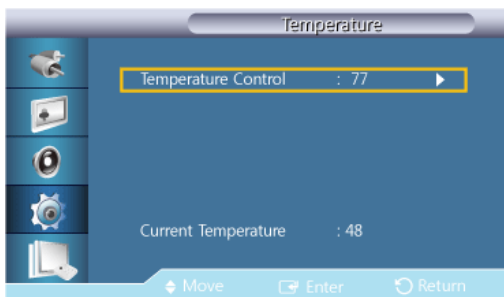 Temperature
Temperature Control : 77
Current Temperature : 48
Move Enter Return